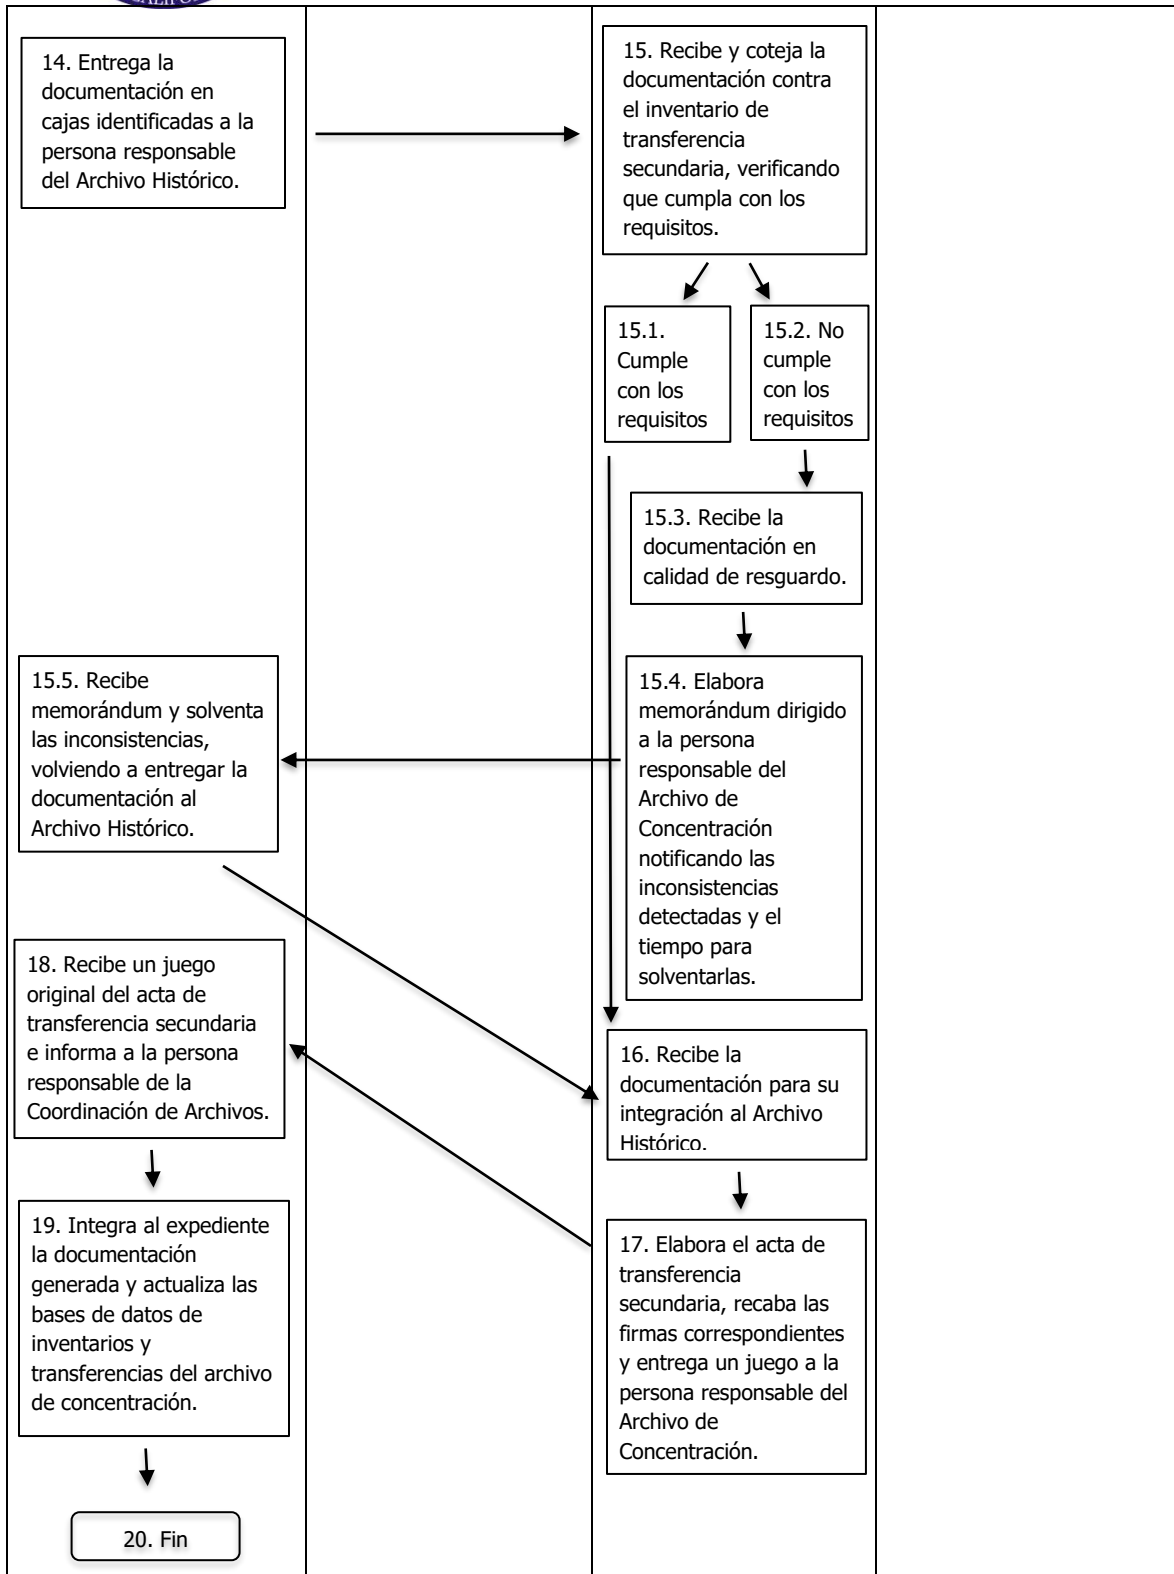 14. Entrega la
documentación en
cajas identificadas a la
persona responsable
del Archivo Histórico.
15. Recibe y coteja la
documentación contra
el inventario de
transferencia
secundaria, verificando
que cumpla con los
requisitos.
15.1.
Cumple
con los
requisitos
15.2. No
cumple
con los
requisitos
15.3. Recibe la
documentación en
calidad de resguardo.
15.4. Elabora
memorándum dirigido
a la persona
responsable del
Archivo de
Concentración
notificando las
inconsistencias
detectadas y el
tiempo para
solventarlas.
15.5. Recibe
memorándum y solventa
las inconsistencias,
volviendo a entregar la
documentación al
Archivo Histórico.
16. Recibe la
documentación para su
integración al Archivo
Histórico.
17. Elabora el acta de
transferencia
secundaria, recaba las
firmas correspondientes
y entrega un juego a la
persona responsable del
Archivo de
Concentración.
18. Recibe un juego
original del acta de
transferencia secundaria
e informa a la persona
responsable de la
Coordinación de Archivos.
19. Integra al expediente
la documentación
generada y actualiza las
bases de datos de
inventarios y
transferencias del archivo
de concentración.
20. Fin